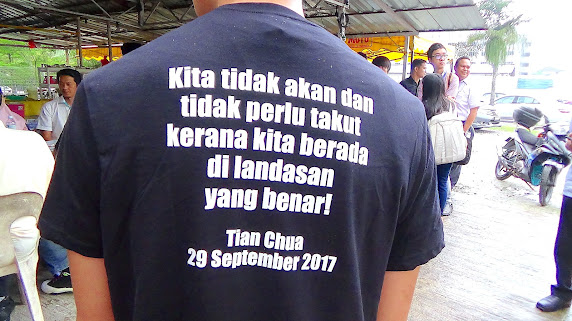 Kita tidak akan dan
tidak perlu takut
kerana kita berada
di landasan
yang benar!
Tian Chua
29 September 2017